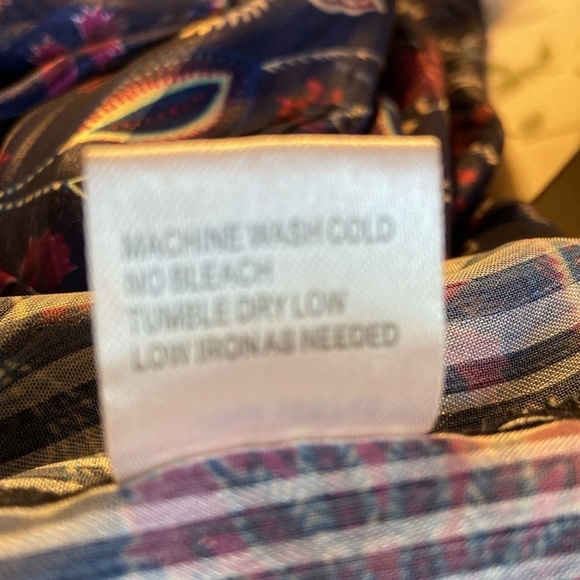 MACHINE WASH COLD
NO BLEACH
TUMBLE DRY LOW
LOW IRON AS NEEDED